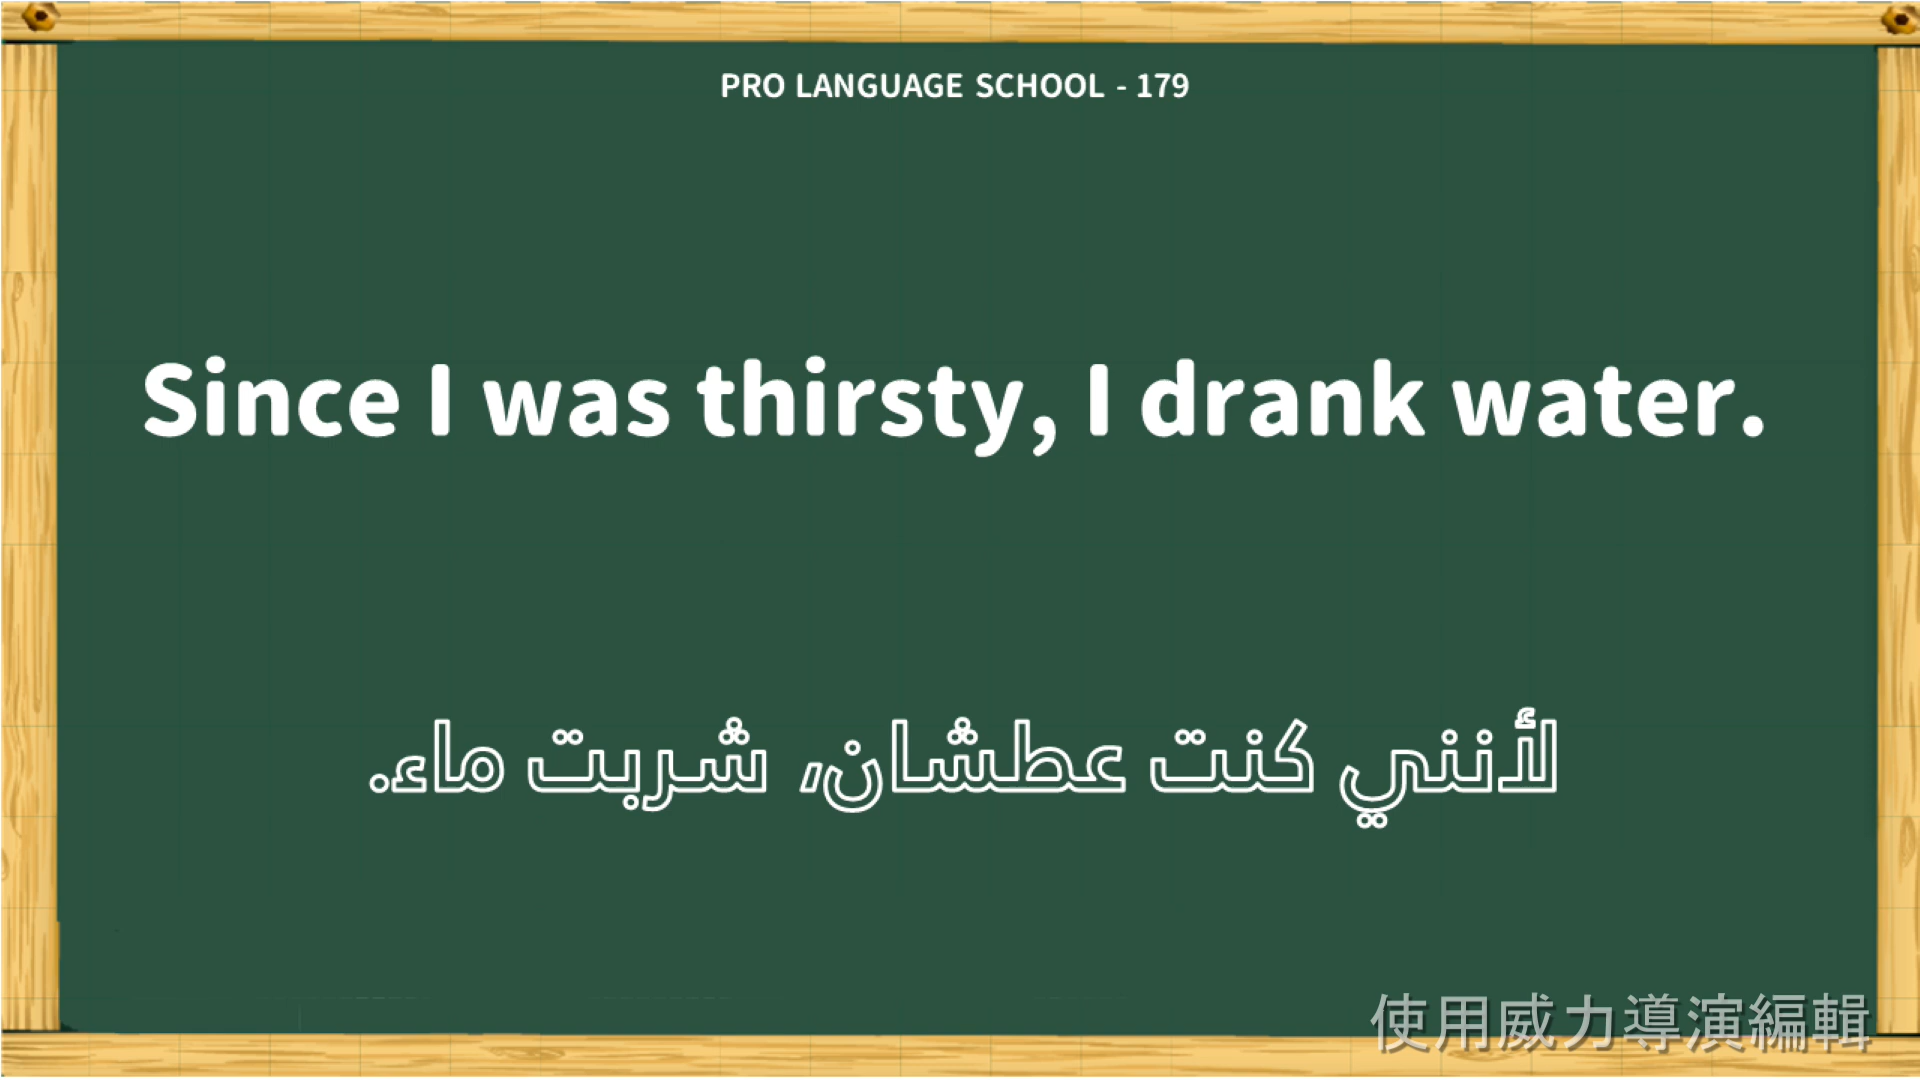 PRO LANGUAGE SCHOOL - 179
Since I was thirsty, I drank water.
لأنني كنت عطشان، شربت ماء.
使用威力導演編輯